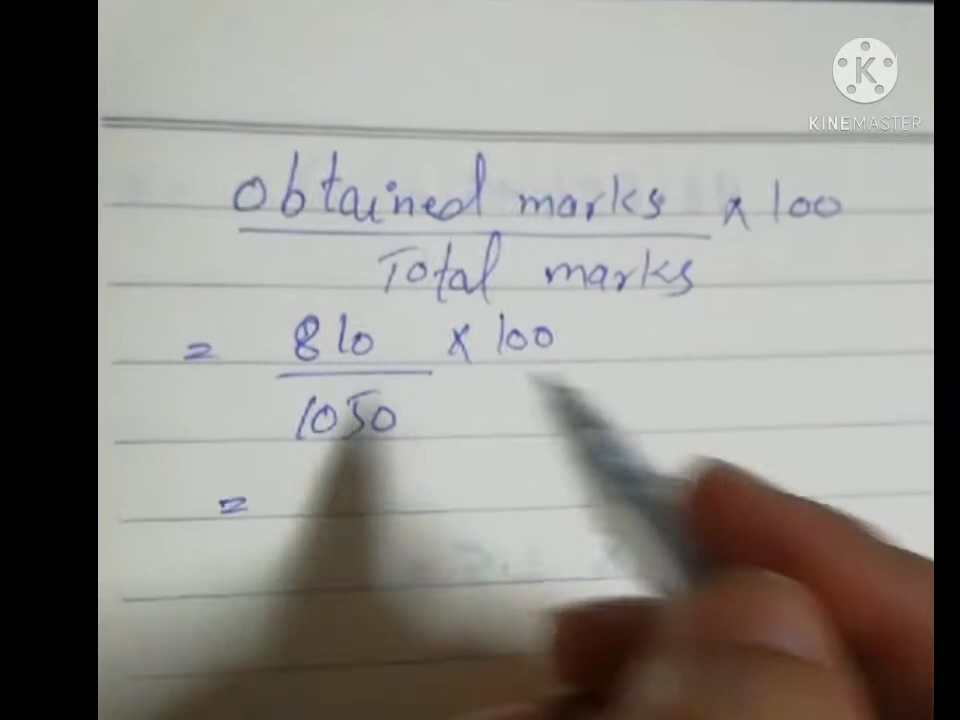 K
KINEMASTER
Obtained marks × 100
Total marks
= 810 × 100
1050
=